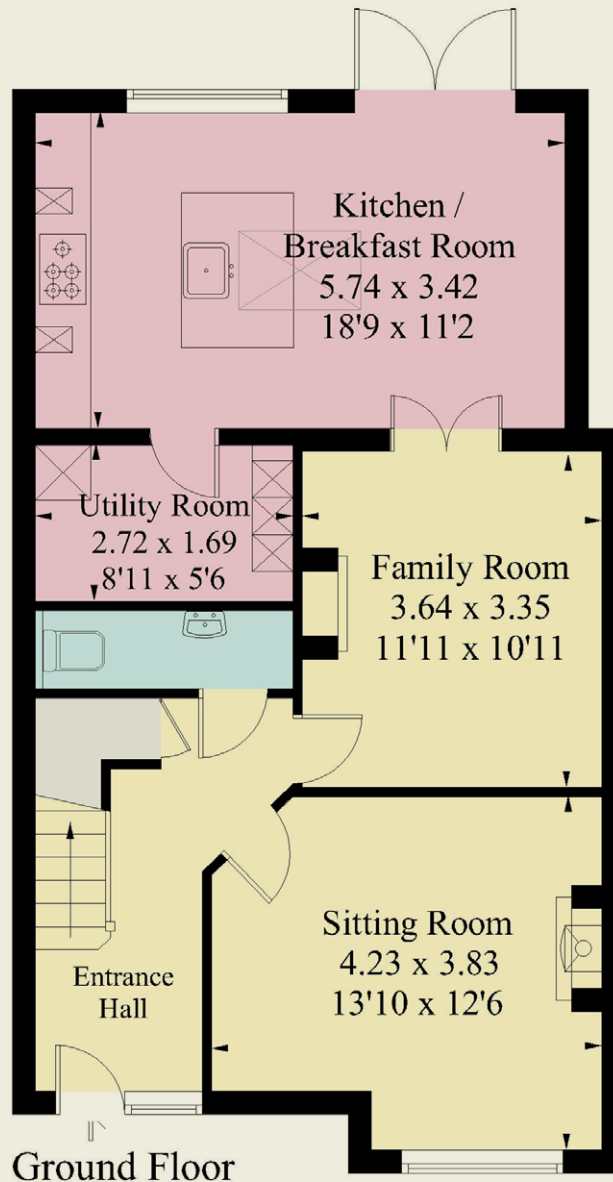 Kitchen /
Breakfast Room
5.74 x 3.42
18'9 x 11'2
Utility Room
2.72 x 1.69
8'11 x 5'6
Family Room
3.64 x 3.35
11'11 x 10'11
Sitting Room
4.23 x 3.83
13'10 x 12'6
Entrance
Hall
Ground Floor